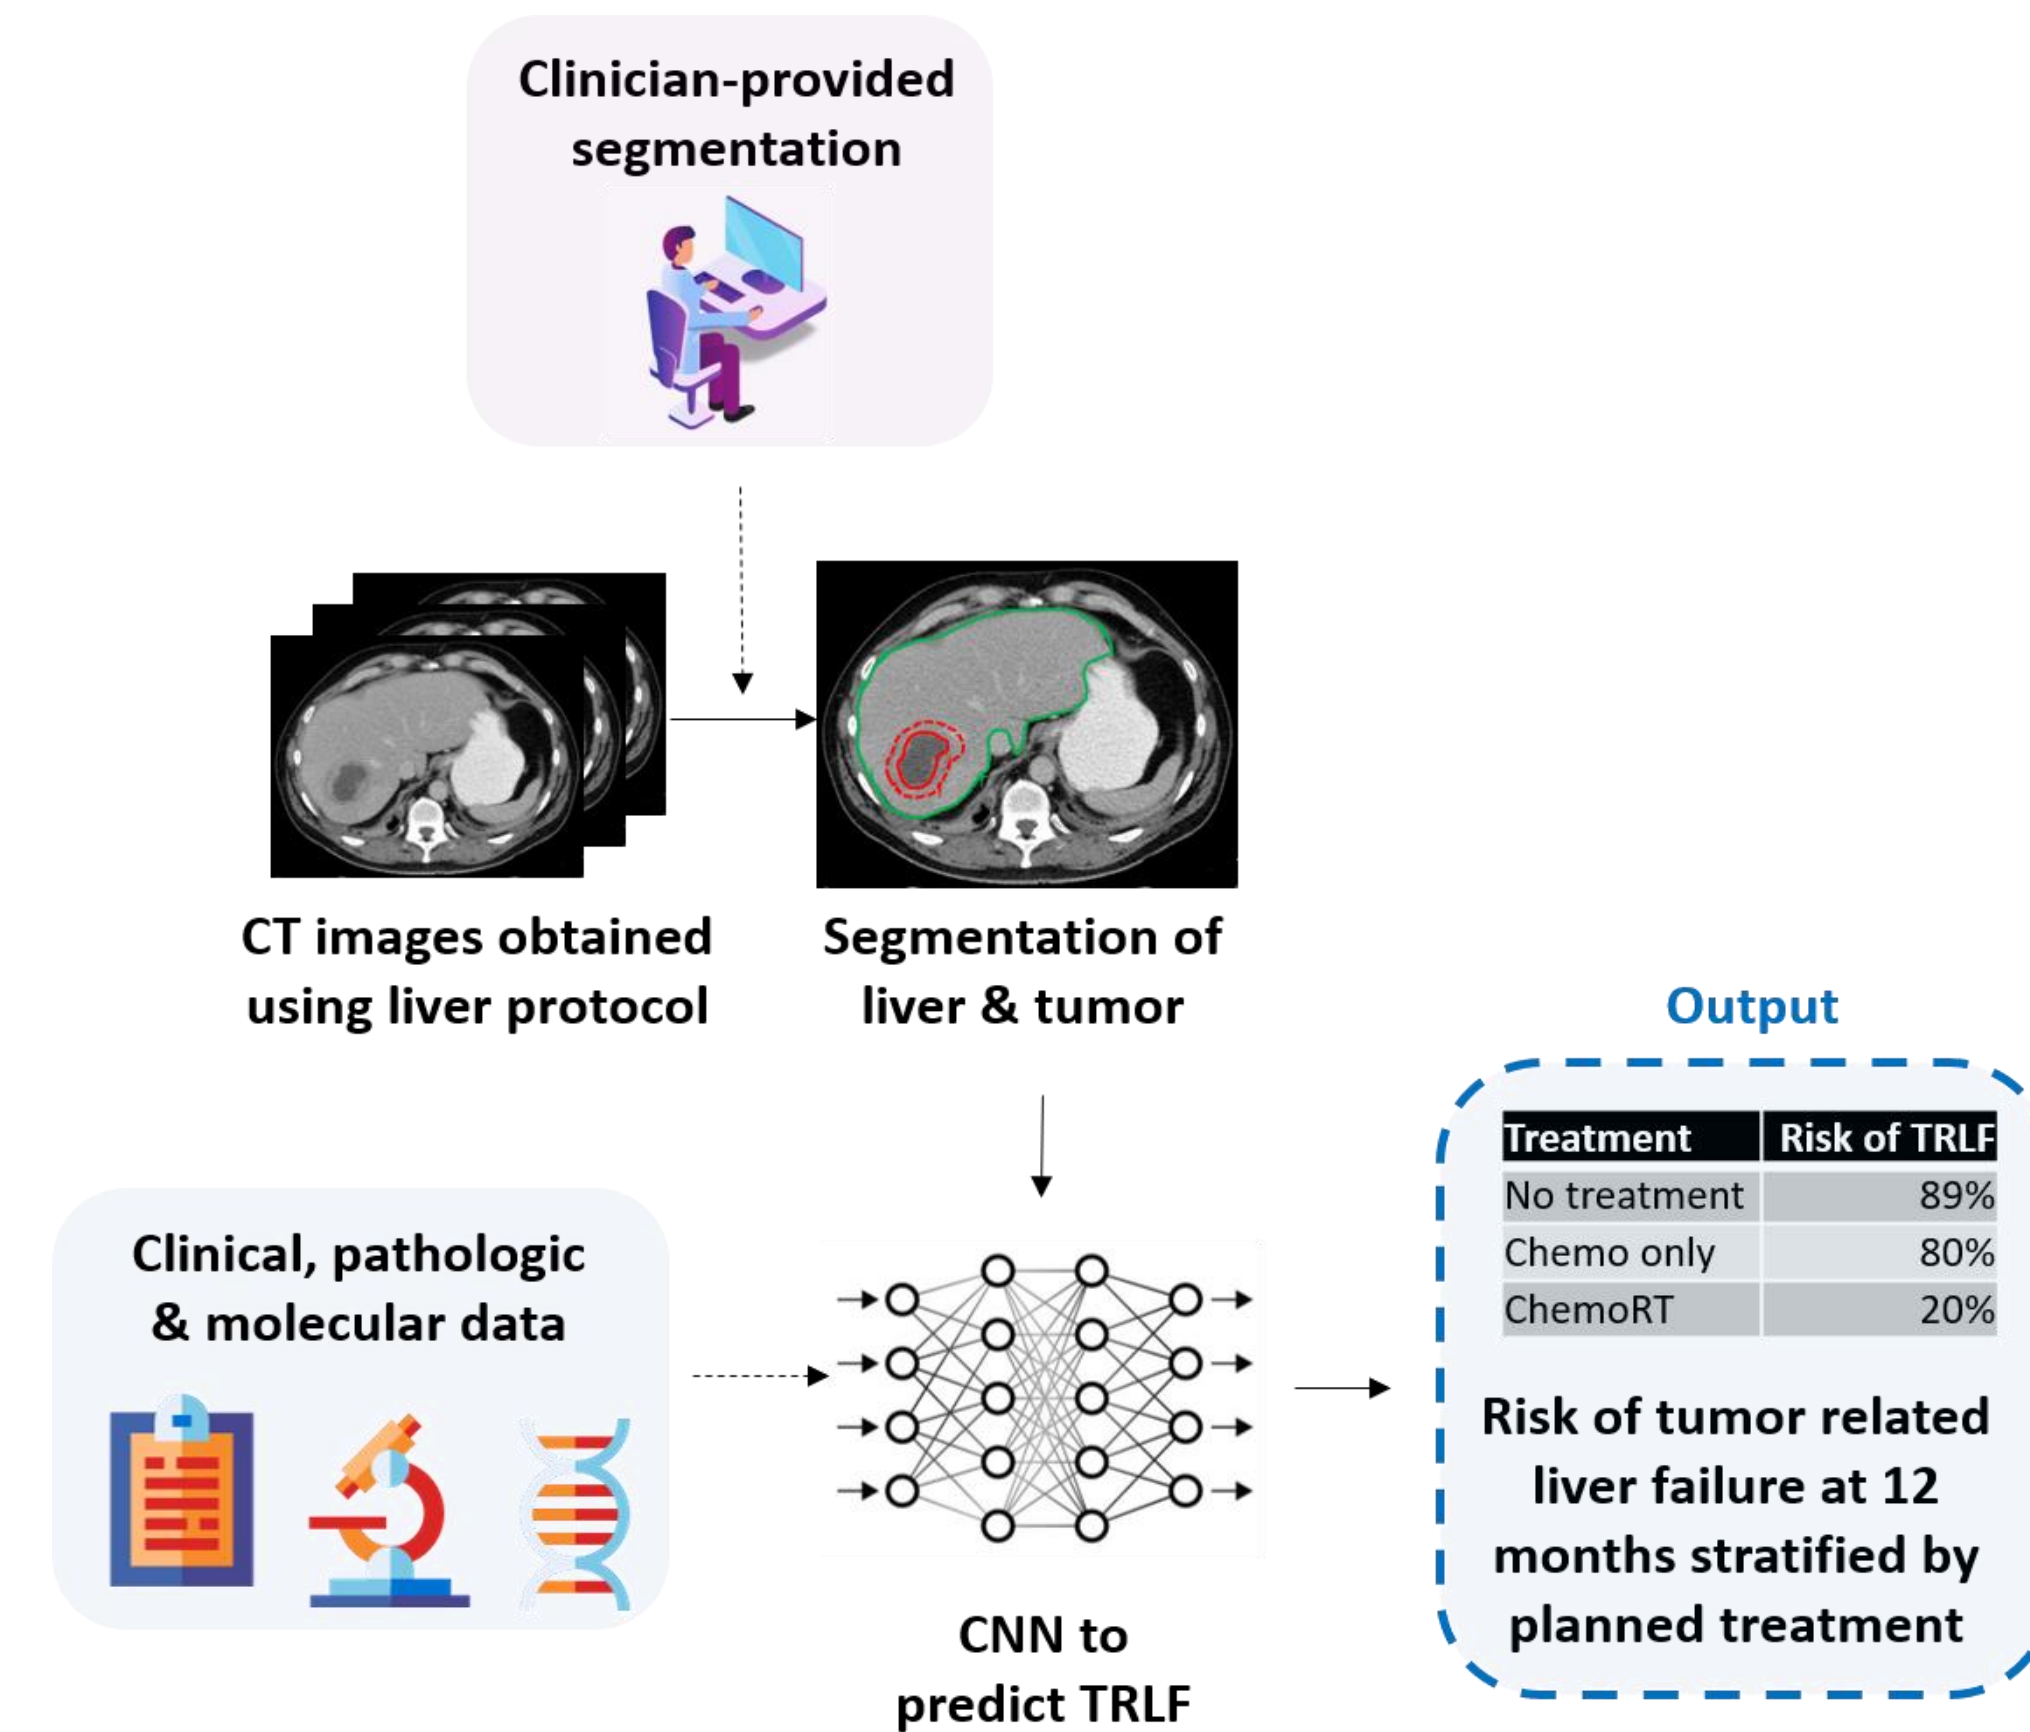 Clinician-provided
segmentation
CT images obtained
using liver protocol
Segmentation of
liver & tumor
Clinical, pathologic
& molecular data
CNN to
predict TRLF
Output
Treatment Risk of TRLF
No treatment 89%
Chemo only 80%
ChemoRT 20%
Risk of tumor related
liver failure at 12
months stratified by
planned treatment